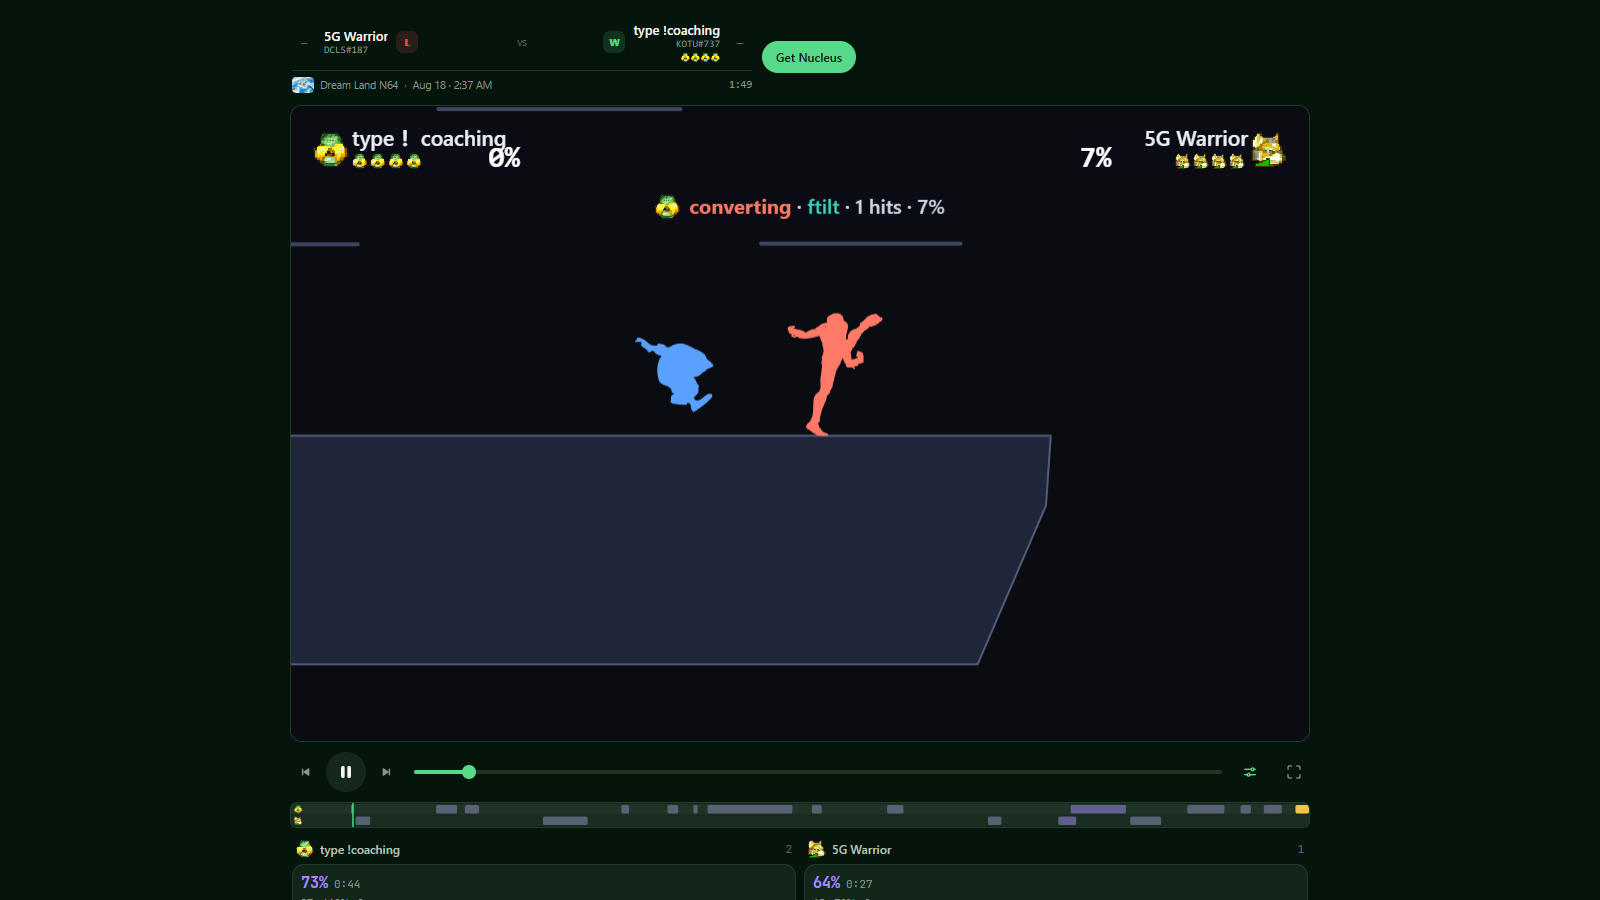 5G Warrior
DCLS#187
L
VS
W
type !coaching
KOTU#737
Get Nucleus
Dream Land N64 · Aug 18 · 2:37 AM
1:49
type ! coaching
0%
7%
5G Warrior
converting · ftilt · 1 hits · 7%
type !coaching
2
5G Warrior
1
73% 0:44
64% 0:27